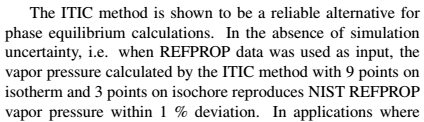 The ITIC method is shown to be a reliable alternative for
phase equilibrium calculations. In the absence of simulation
uncertainty, i.e. when REFPROP data was used as input, the
vapor pressure calculated by the ITIC method with 9 points on
isotherm and 3 points on isochore reproduces NIST REFPROP
vapor pressure within 1 % deviation. In applications where